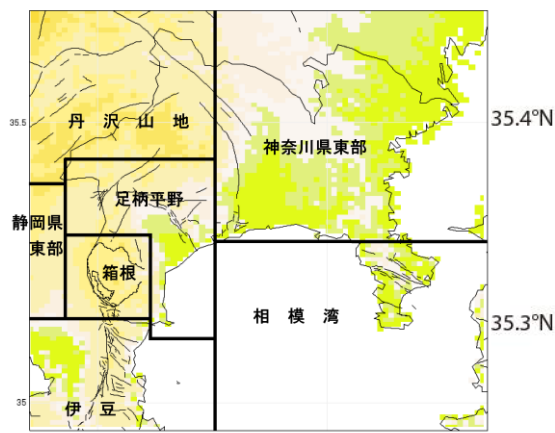 35.5
丹 沢 山 地
35.4°N
神奈川県東部
足柄平野
静岡県
東部
箱根
相 模 湾
35.3°N
35
伊 豆